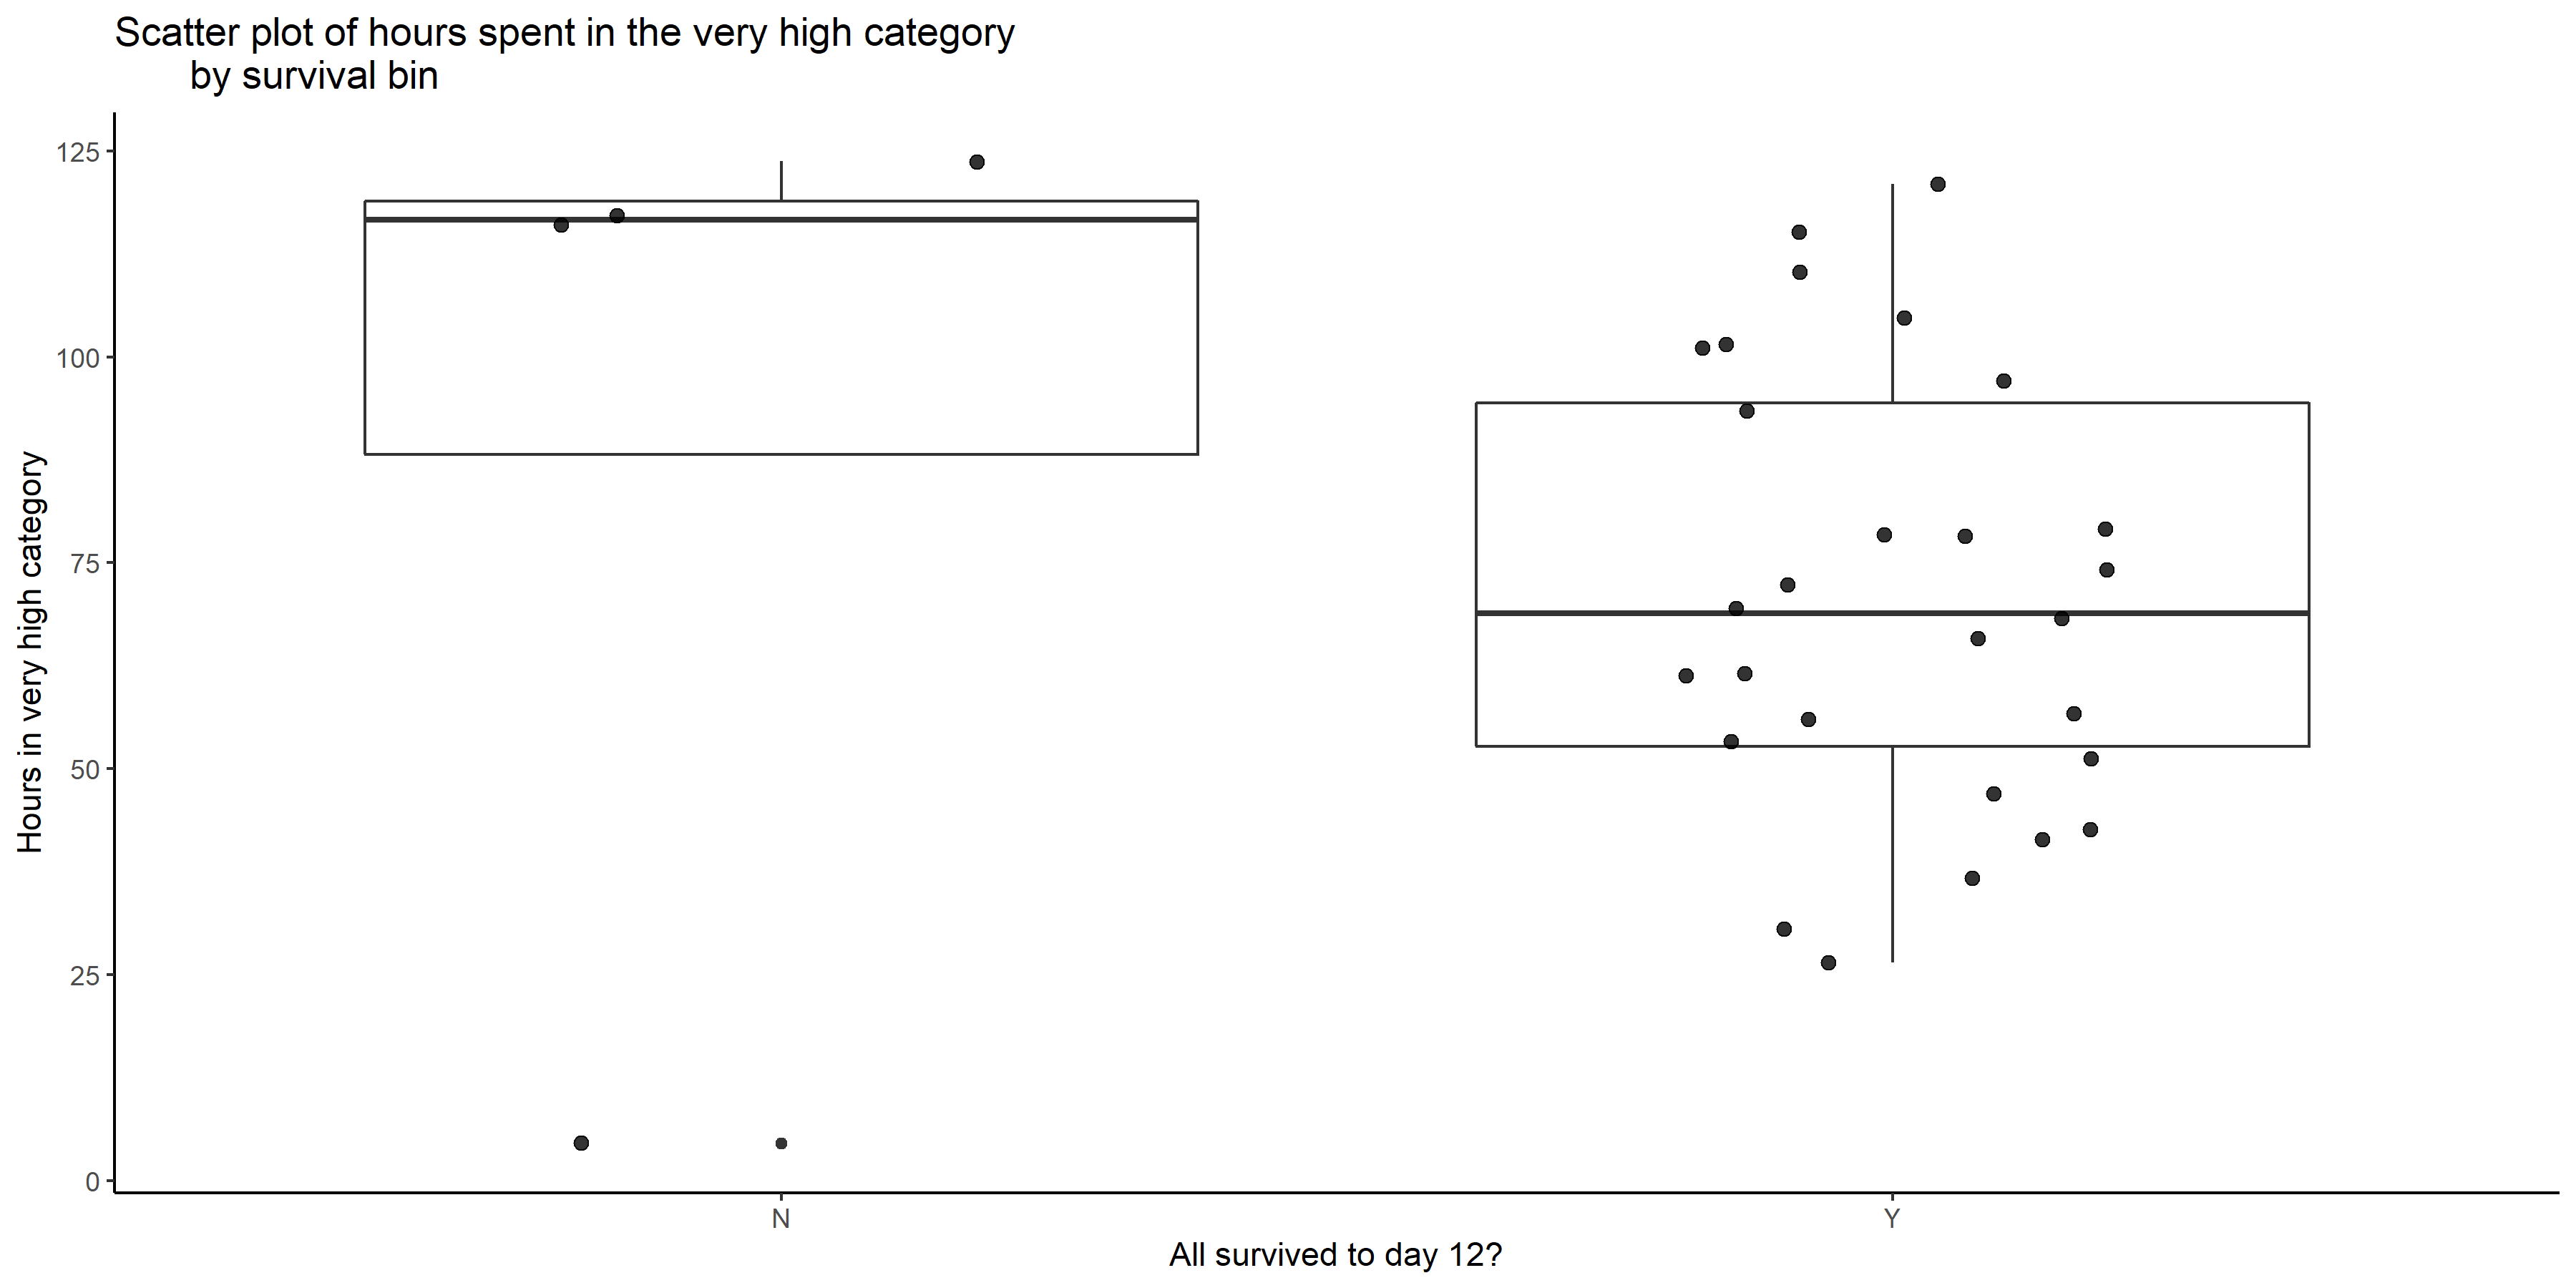 Scatter plot of hours spent in the very high category
by survival bin
Hours in very high category
125
100
75
50
25
0
N
Y
All survived to day 12?